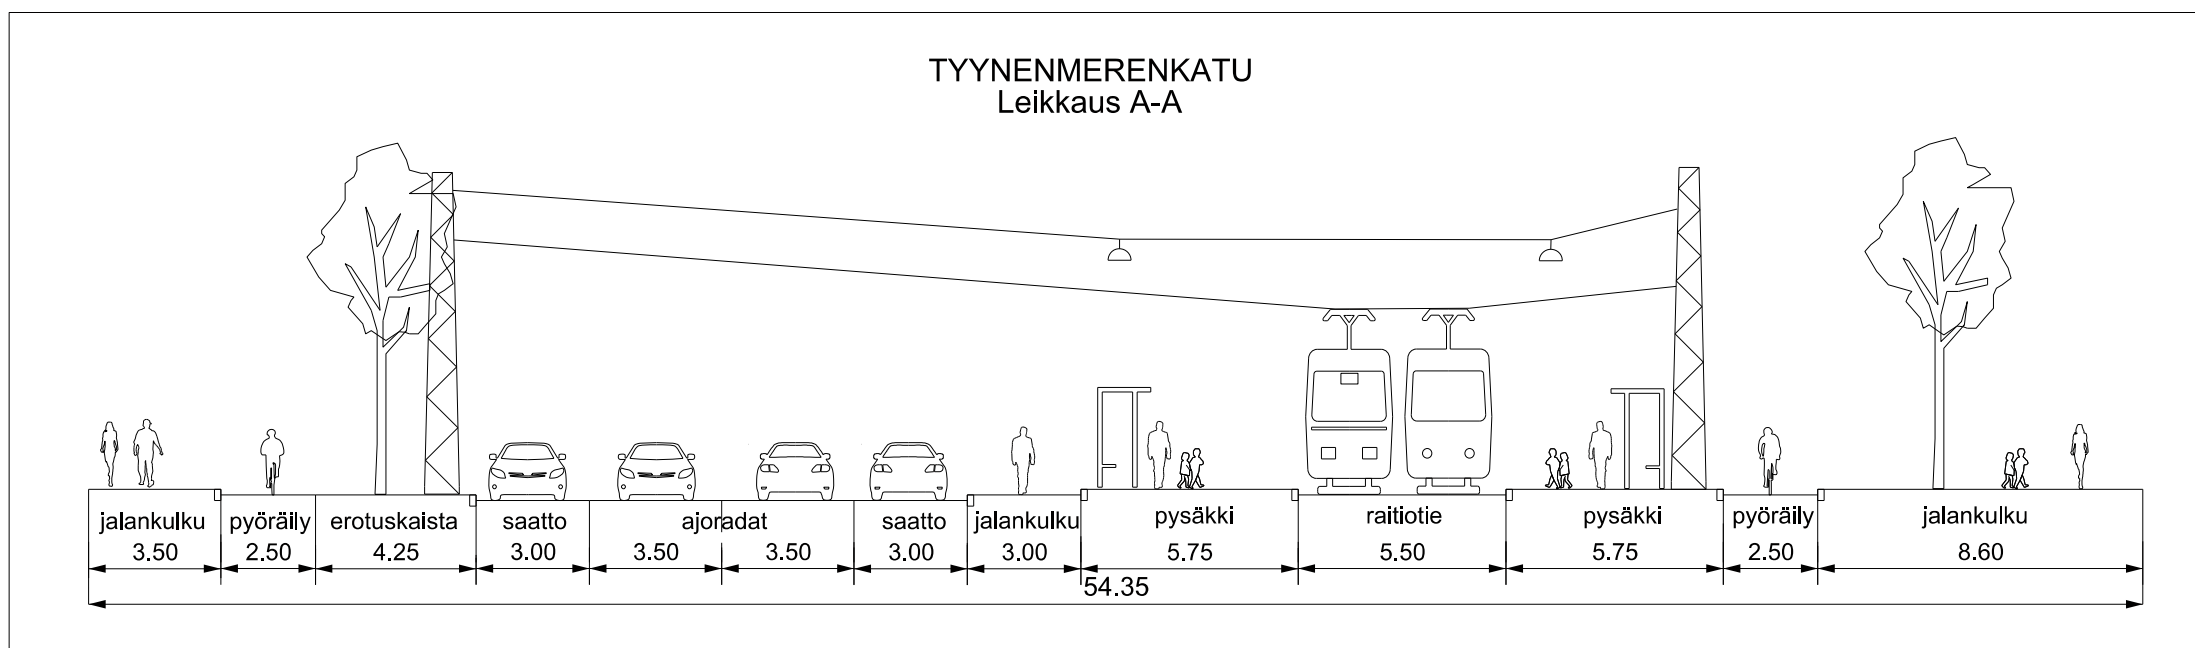 TYYNENMERENKATU
Leikkaus A-A
jalankulku pyöräily erotuskaista saatto ajoradat saatto jalankulku pysäkki raitiotie pysäkki pyöräily jalankulku
3.50 2.50 4.25 3.00 3.50 3.50 3.00 3.00 5.75 5.50 5.75 2.50 8.60
54.35